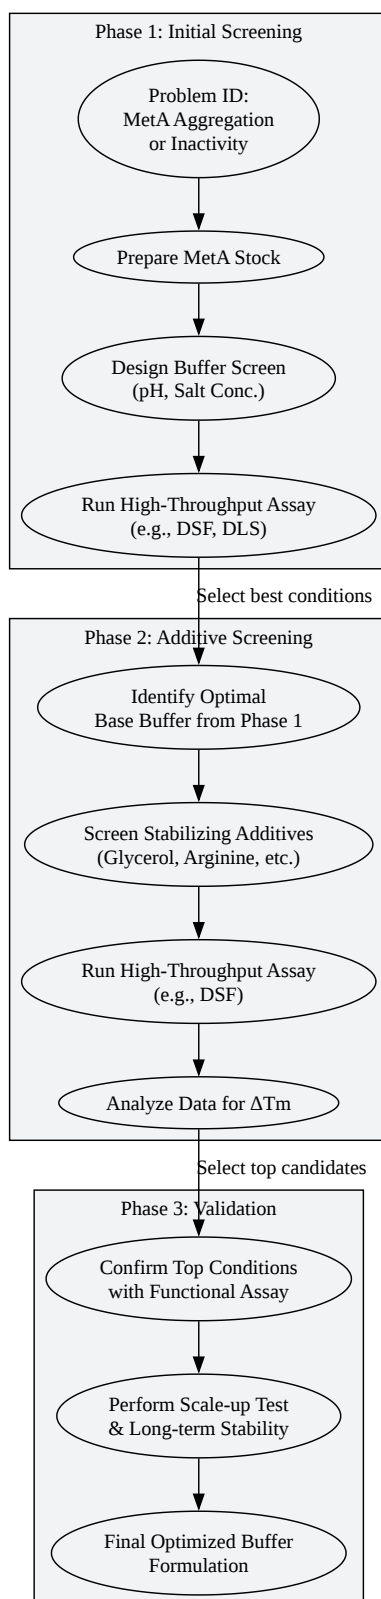 Phase 1: Initial Screening
Problem ID:
MetA Aggregation
or Inactivity
Prepare MetA Stock
Design Buffer Screen
(pH, Salt Conc.)
Run High-Throughput Assay
(e.g., DSF, DLS)
Select best conditions
Phase 2: Additive Screening
Identify Optimal
Base Buffer from Phase 1
Screen Stabilizing Additives
(Glycerol, Arginine, etc.)
Run High-Throughput Assay
(e.g., DSF)
Analyze Data for ΔTm
Select top candidates
Phase 3: Validation
Confirm Top Conditions
with Functional Assay
Perform Scale-up Test
& Long-term Stability
Final Optimized Buffer
Formulation